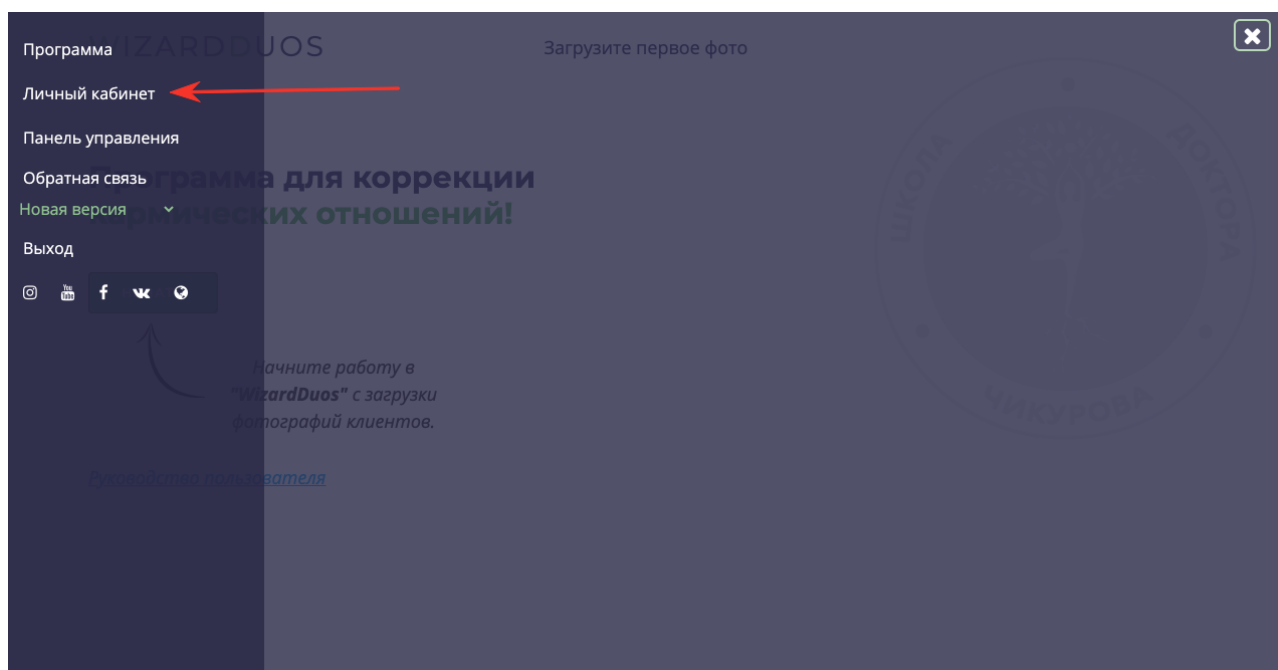 Программа
WIZARDDUOS
Загрузите первое фото
Личный кабинет
Панель управления
Обратная связь
Новая версия
Выход
Программа для коррекции
кармических отношений!
Начните работу в
"WizardDuos" с загрузки
фотографий клиентов.
Руководство пользователя
ШКОЛА
ДОКТОРА
ЧИКУРОВА